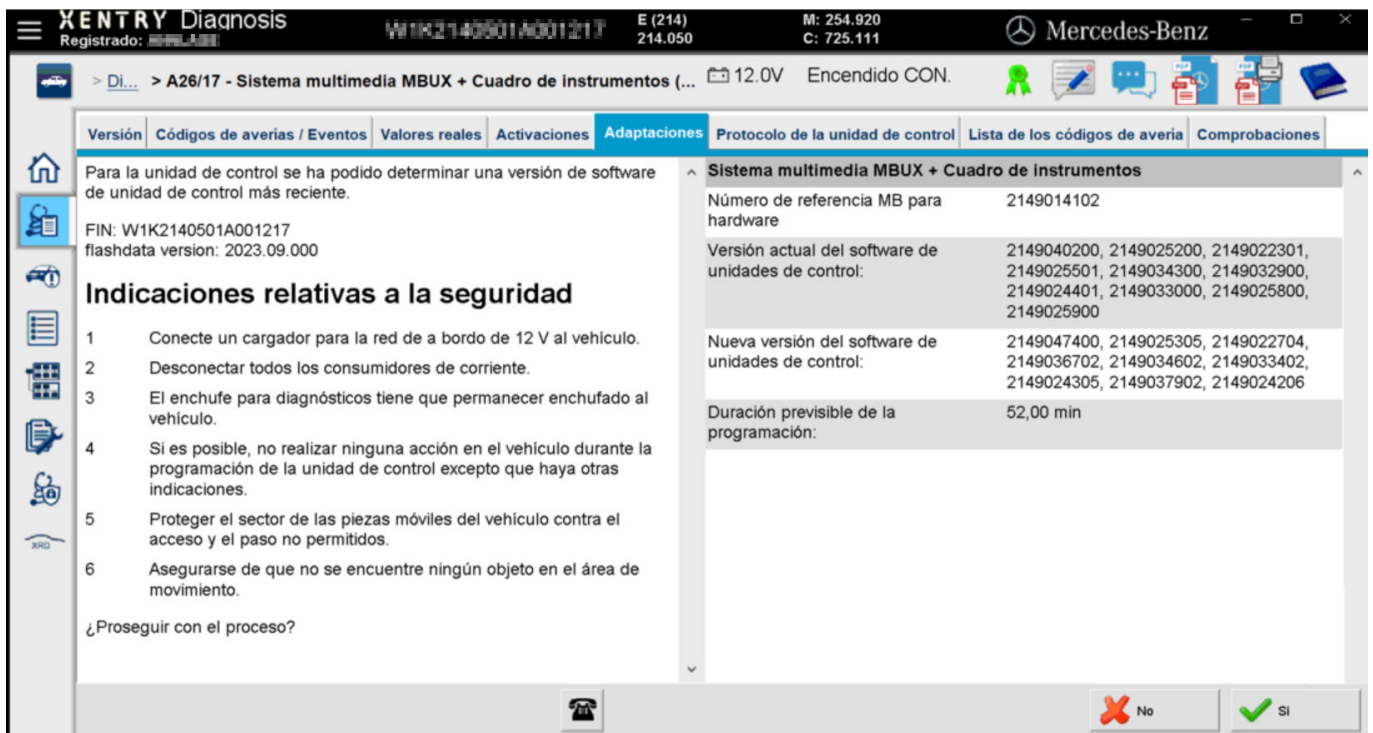 XENTRY Diagnosis
Registrado:
W1K2140501A001217
E (214)
214.050
M: 254.920
C: 725.111
Mercedes-Benz
> Di... > A26/17 - Sistema multimedia MBUX + Cuadro de instrumentos (...
12.0V Encendido CON.
Versión Códigos de averías / Eventos Valores reales Activaciones Adaptaciones Protocolo de la unidad de control Lista de los códigos de avería Comprobaciones
Para la unidad de control se ha podido determinar una versión de software
de unidad de control más reciente.
FIN: W1K2140501A001217
flashdata version: 2023.09.000
Indicaciones relativas a la seguridad
1 Conecte un cargador para la red de a bordo de 12 V al vehículo.
2 Desconectar todos los consumidores de corriente.
3 El enchufe para diagnósticos tiene que permanecer enchufado al
vehículo.
4 Si es posible, no realizar ninguna acción en el vehículo durante la
programación de la unidad de control excepto que haya otras
indicaciones.
5 Proteger el sector de las piezas móviles del vehículo contra el
acceso y el paso no permitidos.
6 Asegurarse de que no se encuentre ningún objeto en el área de
movimiento.
¿Proseguir con el proceso?
Sistema multimedia MBUX + Cuadro de instrumentos
Número de referencia MB para
hardware
2149014102
Versión actual del software de
unidades de control:
2149040200, 2149025200, 2149022301,
2149025501, 2149034300, 2149032900,
2149024401, 2149033000, 2149025800,
2149025900
Nueva versión del software de
unidades de control:
2149047400, 2149025305, 2149022704,
2149036702, 2149034602, 2149033402,
2149024305, 2149037902, 2149024206
Duración previsible de la
programación:
52,00 min
XRD
No
Si